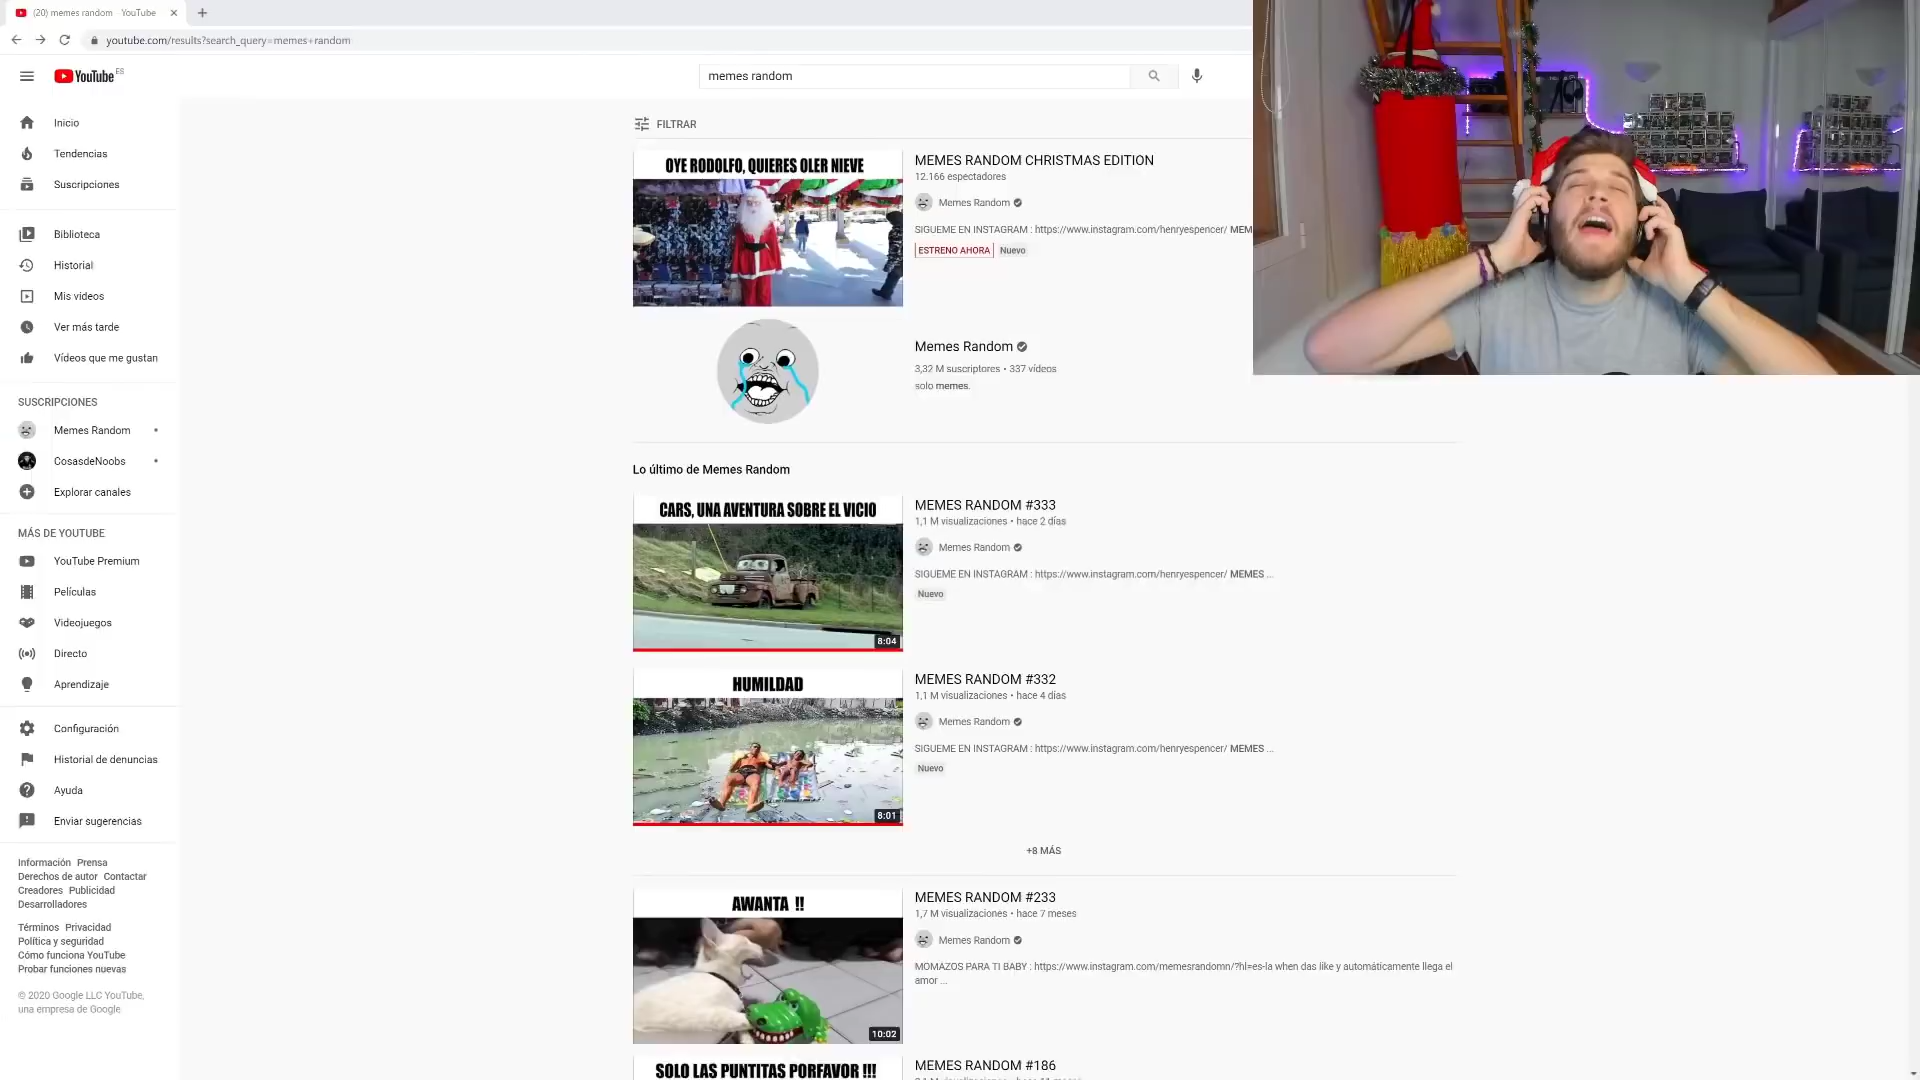 (20) memes random - YouTube
youtube.com/results?search_query=memes+random
YouTube ES
memes random
Inicio
Tendencias
Suscripciones
Biblioteca
Historial
Mis videos
Ver más tarde
Vídeos que me gustan
SUSCRIPCIONES
Memes Random
CosasdeNoobs
Explorar canales
MÁS DE YOUTUBE
YouTube Premium
Películas
Videojuegos
Directo
Aprendizaje
Configuración
Historial de denuncias
Ayuda
Enviar sugerencias
Información Prensa
Derechos de autor Contactar
Creadores Publicidad
Desarrolladores
Términos Privacidad
Política y seguridad
Cómo funciona YouTube
Probar funciones nuevas
© 2020 Google LLC YouTube,
una empresa de Google
FILTRAR
OYE RODOLFO, QUIERES OLER NIEVE
MEMES RANDOM CHRISTMAS EDITION
12.166 espectadores
Memes Random
SIGUEME EN INSTAGRAM : https://www.instagram.com/henryespencer/ MEM
ESTRENO AHORA Nuevo
Memes Random
3,32 M suscriptores • 337 vídeos
solo memes.
Lo último de Memes Random
CARS, UNA AVENTURA SOBRE EL VICIO
8:04
MEMES RANDOM #333
1,1 M visualizaciones • hace 2 días
Memes Random
SIGUEME EN INSTAGRAM : https://www.instagram.com/henryespencer/ MEMES ...
Nuevo
HUMILDAD
8:01
MEMES RANDOM #332
1,1 M visualizaciones • hace 4 días
Memes Random
SIGUEME EN INSTAGRAM : https://www.instagram.com/henryespencer/ MEMES ...
Nuevo
+8 MÁS
AWANTA !!
10:02
MEMES RANDOM #233
1,7 M visualizaciones • hace 7 meses
Memes Random
MOMAZOS PARA TI BABY : https://www.instagram.com/memesrandomn/?hl=es-la when das like y automáticamente llega el
amor ...
SOLO LAS PUNTITAS PORFAVOR !!!
MEMES RANDOM #186